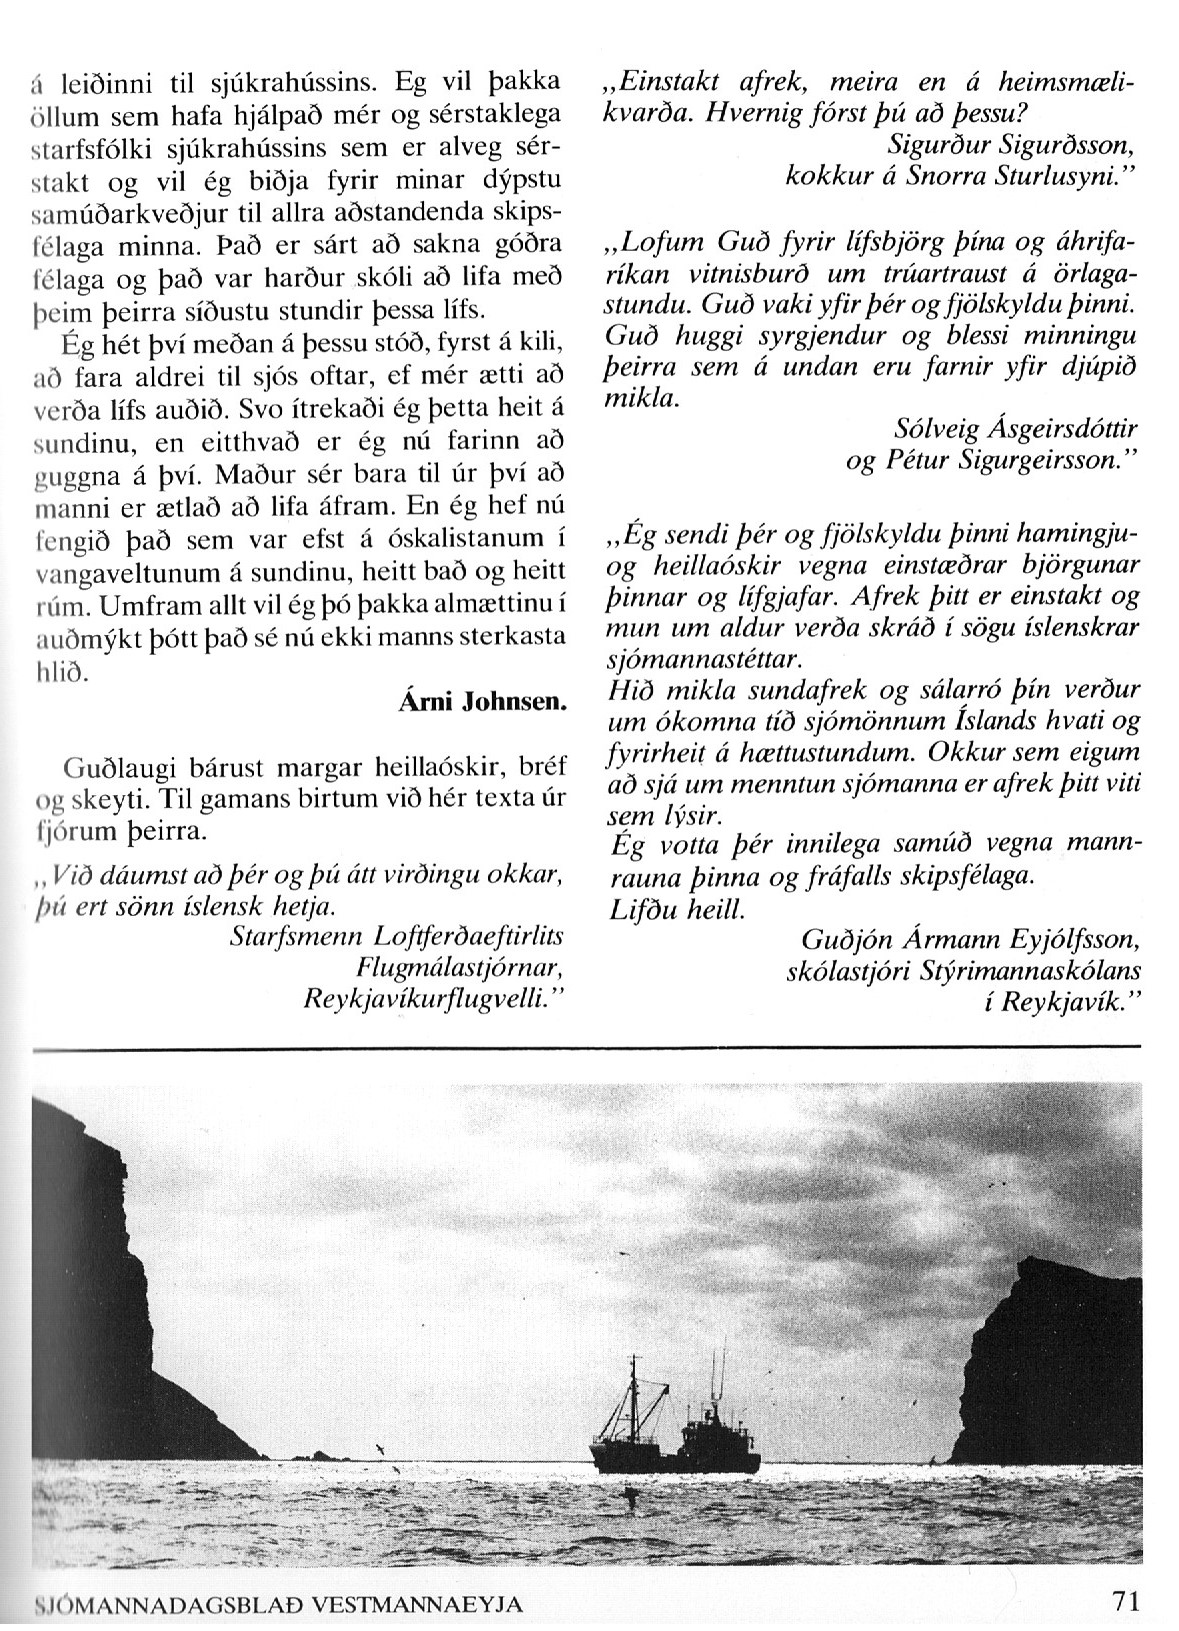 á leiðinni til sjúkrahússins. Eg vil þakka
öllum sem hafa hjálpað mér og sérstaklega
starfsfólki sjúkrahússins sem er alveg sér-
stakt og vil ég biðja fyrir minar dýpstu
samúðarkveðjur til allra aðstandenda skips-
félaga minna. Það er sárt að sakna góðra
félaga og það var harður skóli að lifa með
þeim þeirra síðustu stundir þessa lífs.
Ég hét því meðan á þessu stóð, fyrst á kili,
að fara aldrei til sjós oftar, ef mér ætti að
verða lífs auðið. Svo ítrekaði ég þetta heit á
sundinu, en eitthvað er ég nú farinn að
guggna á því. Maður sér bara til úr því að
manni er ætlað að lifa áfram. En ég hef nú
fengið það sem var efst á óskalistanum í
vangaveltunum á sundinu, heitt bað og heitt
rúm. Umfram allt vil ég þó þakka almættinu í
auðmýkt þótt það sé nú ekki manns sterkasta
hlið.
Árni Johnsen.
Guðlaugi bárust margar heillaóskir, bréf
og skeyti. Til gamans birtum við hér texta úr
fjórum þeirra.
,,Við dáumst að þér og þú átt virðingu okkar,
þú ert sönn íslensk hetja.
Starfsmenn Loftferðaeftirlits
Flugmálastjórnar,
Reykjavíkurflugvelli.”
,,Einstakt afrek, meira en á heimsmæli-
kvarða. Hvernig fórst þú að þessu?
Sigurður Sigurðsson,
kokkur á Snorra Sturlusyni.”
,,Lofum Guð fyrir lífsbjörg þína og áhrifa-
ríkan vitnisburð um trúartraust á örlaga-
stundu. Guð vaki yfir þér og fjölskyldu þinni.
Guð huggi syrgjendur og blessi minningu
þeirra sem á undan eru farnir yfir djúpið
mikla.
Sólveig Ásgeirsdóttir
og Pétur Sigurgeirsson.”
,,Ég sendi þér og fjölskyldu þinni hamingju-
og heillaóskir vegna einstæðrar björgunar
þinnar og lífgjafar. Afrek þitt er einstakt og
mun um aldur verða skráð í sögu íslenskrar
sjómannastéttar.
Hið mikla sundafrek og sálarró þín verður
um ókomna tíð sjómönnum Íslands hvati og
fyrirheit á hættustundum. Okkur sem eigum
að sjá um menntun sjómanna er afrek þitt viti
sem lýsir.
Ég votta þér innilega samúð vegna mann-
rauna þinna og fráfalls skipsfélaga.
Lifðu heill.
Guðjón Ármann Eyjólfsson,
skólastjóri Stýrimannaskólans
í Reykjavík.”
SJÓMANNADAGSBLAÐ VESTMANNAEYJA
71